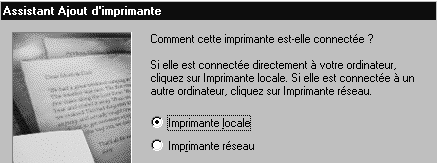 Assistant Ajout d'imprimante
Comment cette imprimante est-elle connectée ?
Si elle est connectée directement à votre ordinateur,
cliquez sur Imprimante locale. Si elle est connectée à un
autre ordinateur, cliquez sur Imprimante réseau.
Imprimante locale
Imprimante réseau